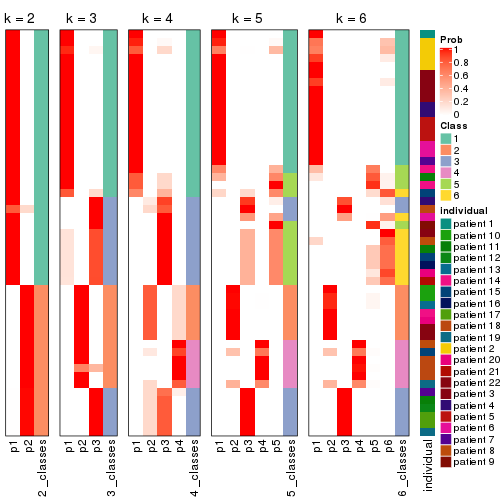 k = 2
k = 3
k = 4
k = 5
k = 6
p1
p2
2_classes
p1
p2
p3
3_classes
p1
p2
p3
p4
4_classes
p1
p2
p3
p4
p5
5_classes
p1
p2
p3
p4
p5
p6
6_classes
individual
Prob
1
0.8
0.6
0.4
0.2
0
Class
1
2
3
4
5
6
Individual
patient 1
patient 10
patient 11
patient 12
patient 13
patient 14
patient 15
patient 16
patient 17
patient 18
patient 19
patient 2
patient 20
patient 21
patient 22
patient 3
patient 4
patient 5
patient 6
patient 7
patient 8
patient 9